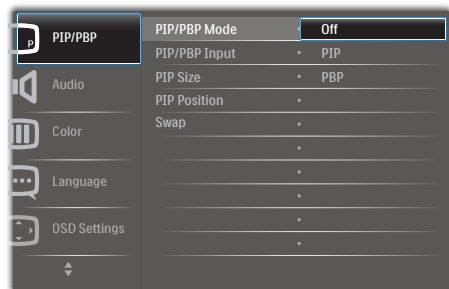 P
PIP/PBP
Audio
Color
Language
OSD Settings
PIP/PBP Mode
PIP/PBP Input
PIP Size
PIP Position
Swap
Off
PIP
PBP